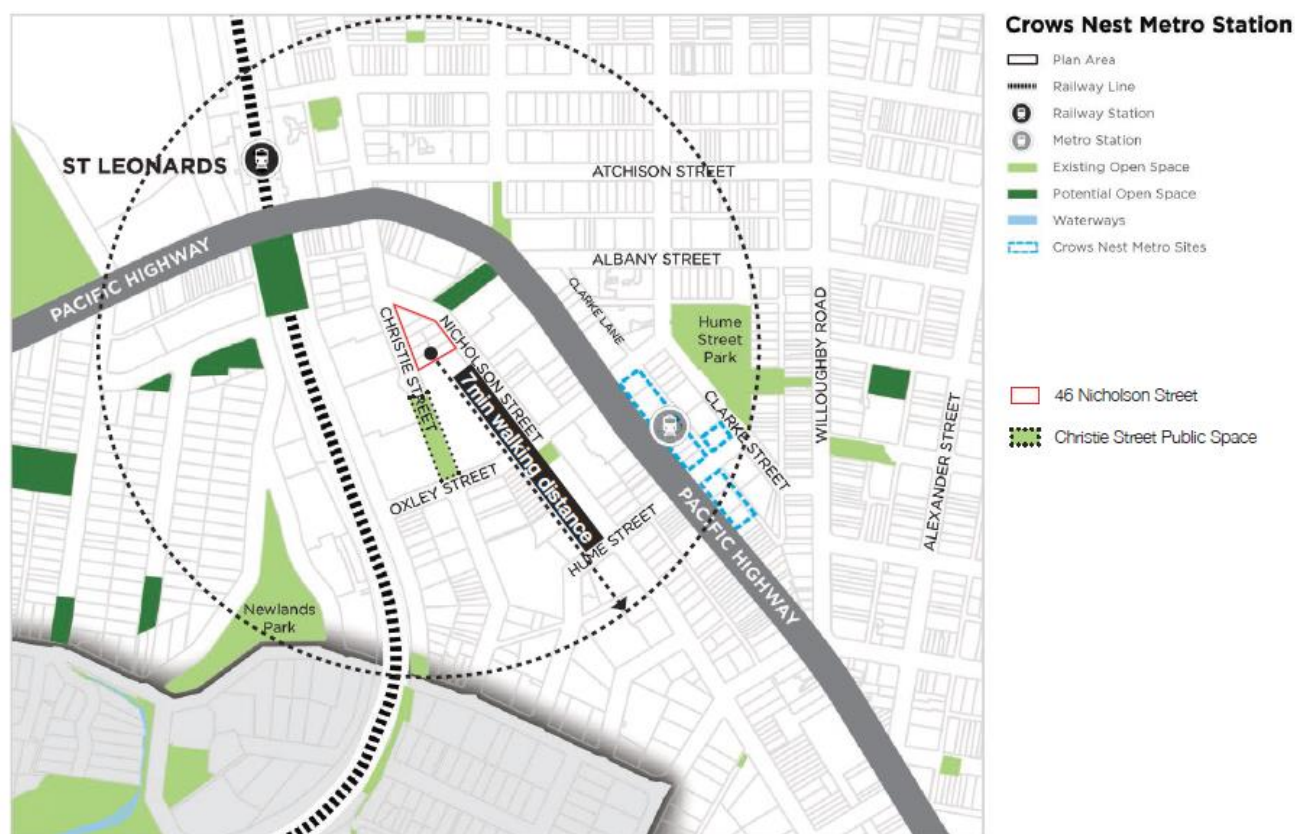 Crows Nest Metro Station
Plan Area
Railway Line
Railway Station
Metro Station
Existing Open Space
Potential Open Space
Waterways
Crows Nest Metro Sites
46 Nicholson Street
Christie Street Public Space
ST LEONARDS
ATCHISON STREET
PACIFIC HIGHWAY
ALBANY STREET
CLARKE LANE
CHRISTIE STREET
NICHOLSON STREET
Hume
Street
Park
WILLOUGHBY ROAD
7min walking distance
CLARKE STREET
ALEXANDER STREET
OXLEY STREET
HUME STREET
PACIFIC HIGHWAY
Newlands
Park